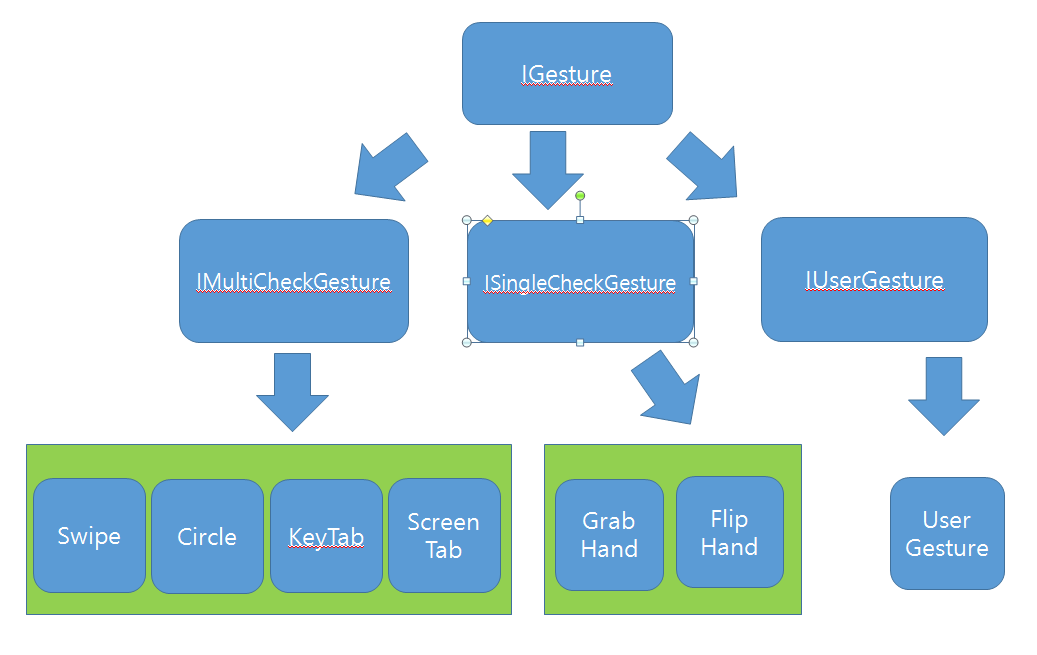 IGesture
IMultiCheckGesture
ISingleCheckGesture
IUserGesture
Swipe
Circle
KeyTab
Screen
Tab
Grab
Hand
Flip
Hand
User
Gesture